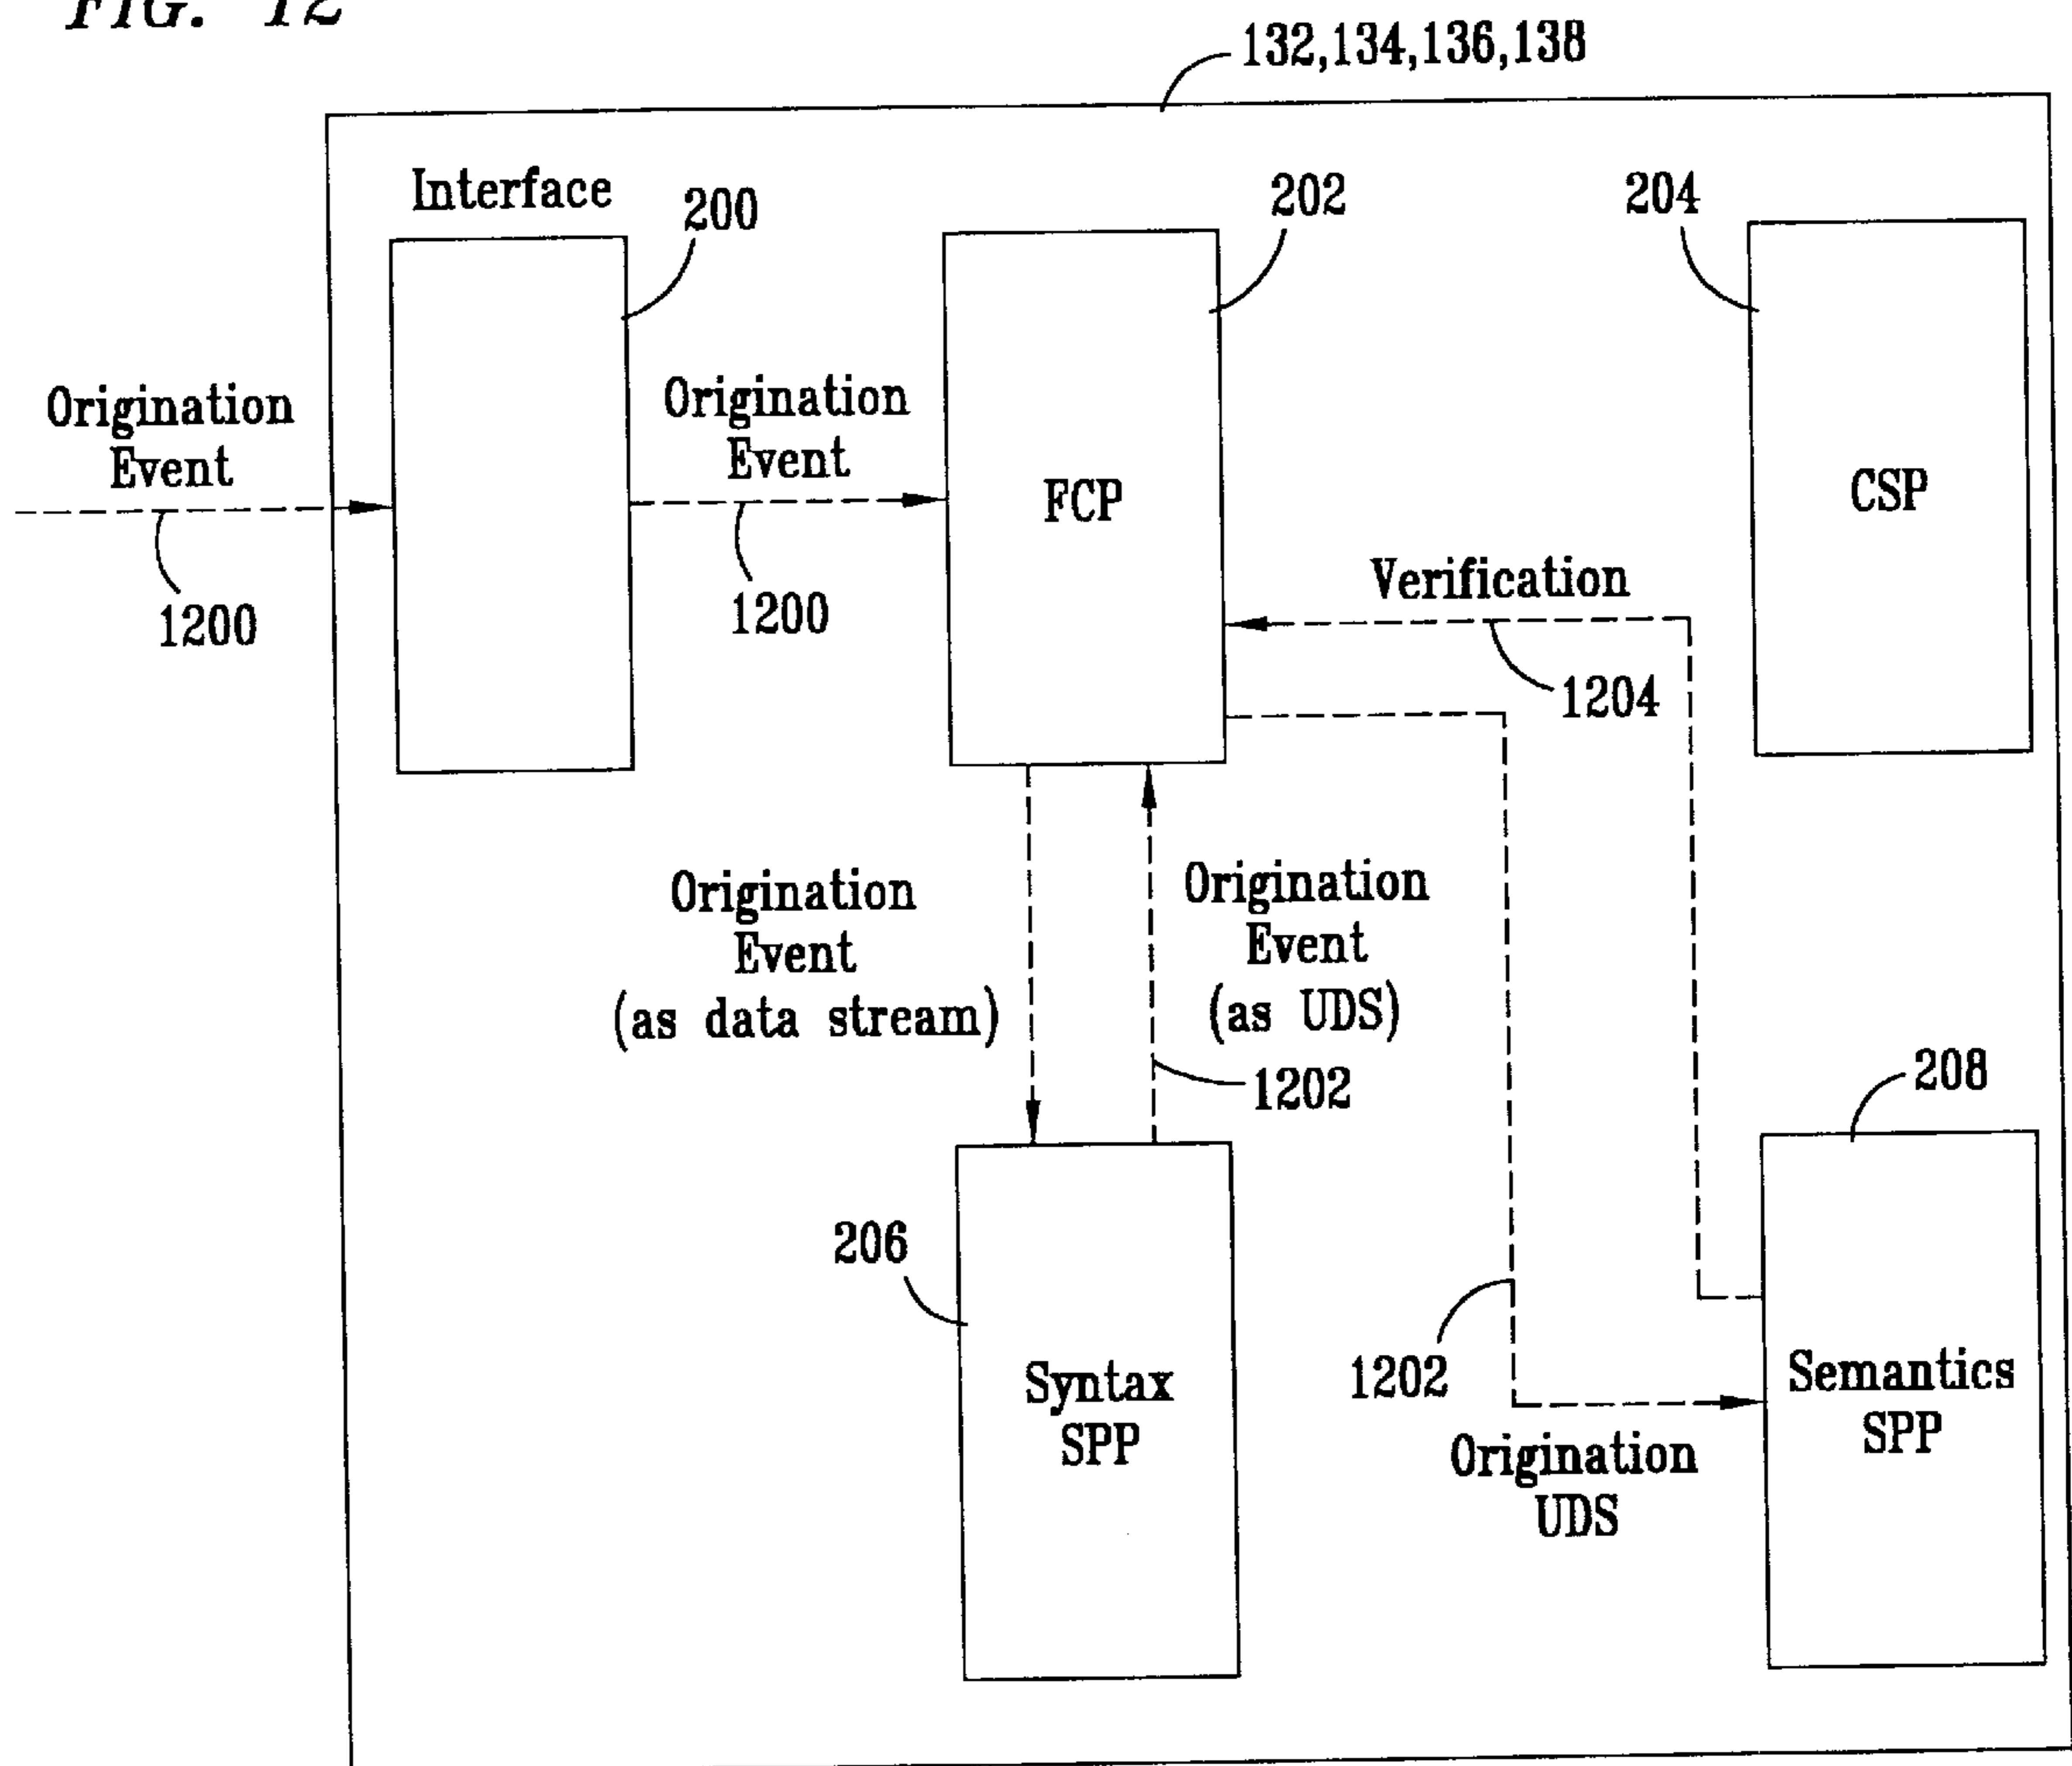 FIG. 12
132,134,136,138
Interface
200
202
204
Origination
Event
1200
Origination
Event
1200
FCP
CSP
Verification
1204
Origination
Event
(as data stream)
Origination
Event
(as UDS)
1202
208
206
Syntax
SPP
1202
Origination
UDS
Semantics
SPP